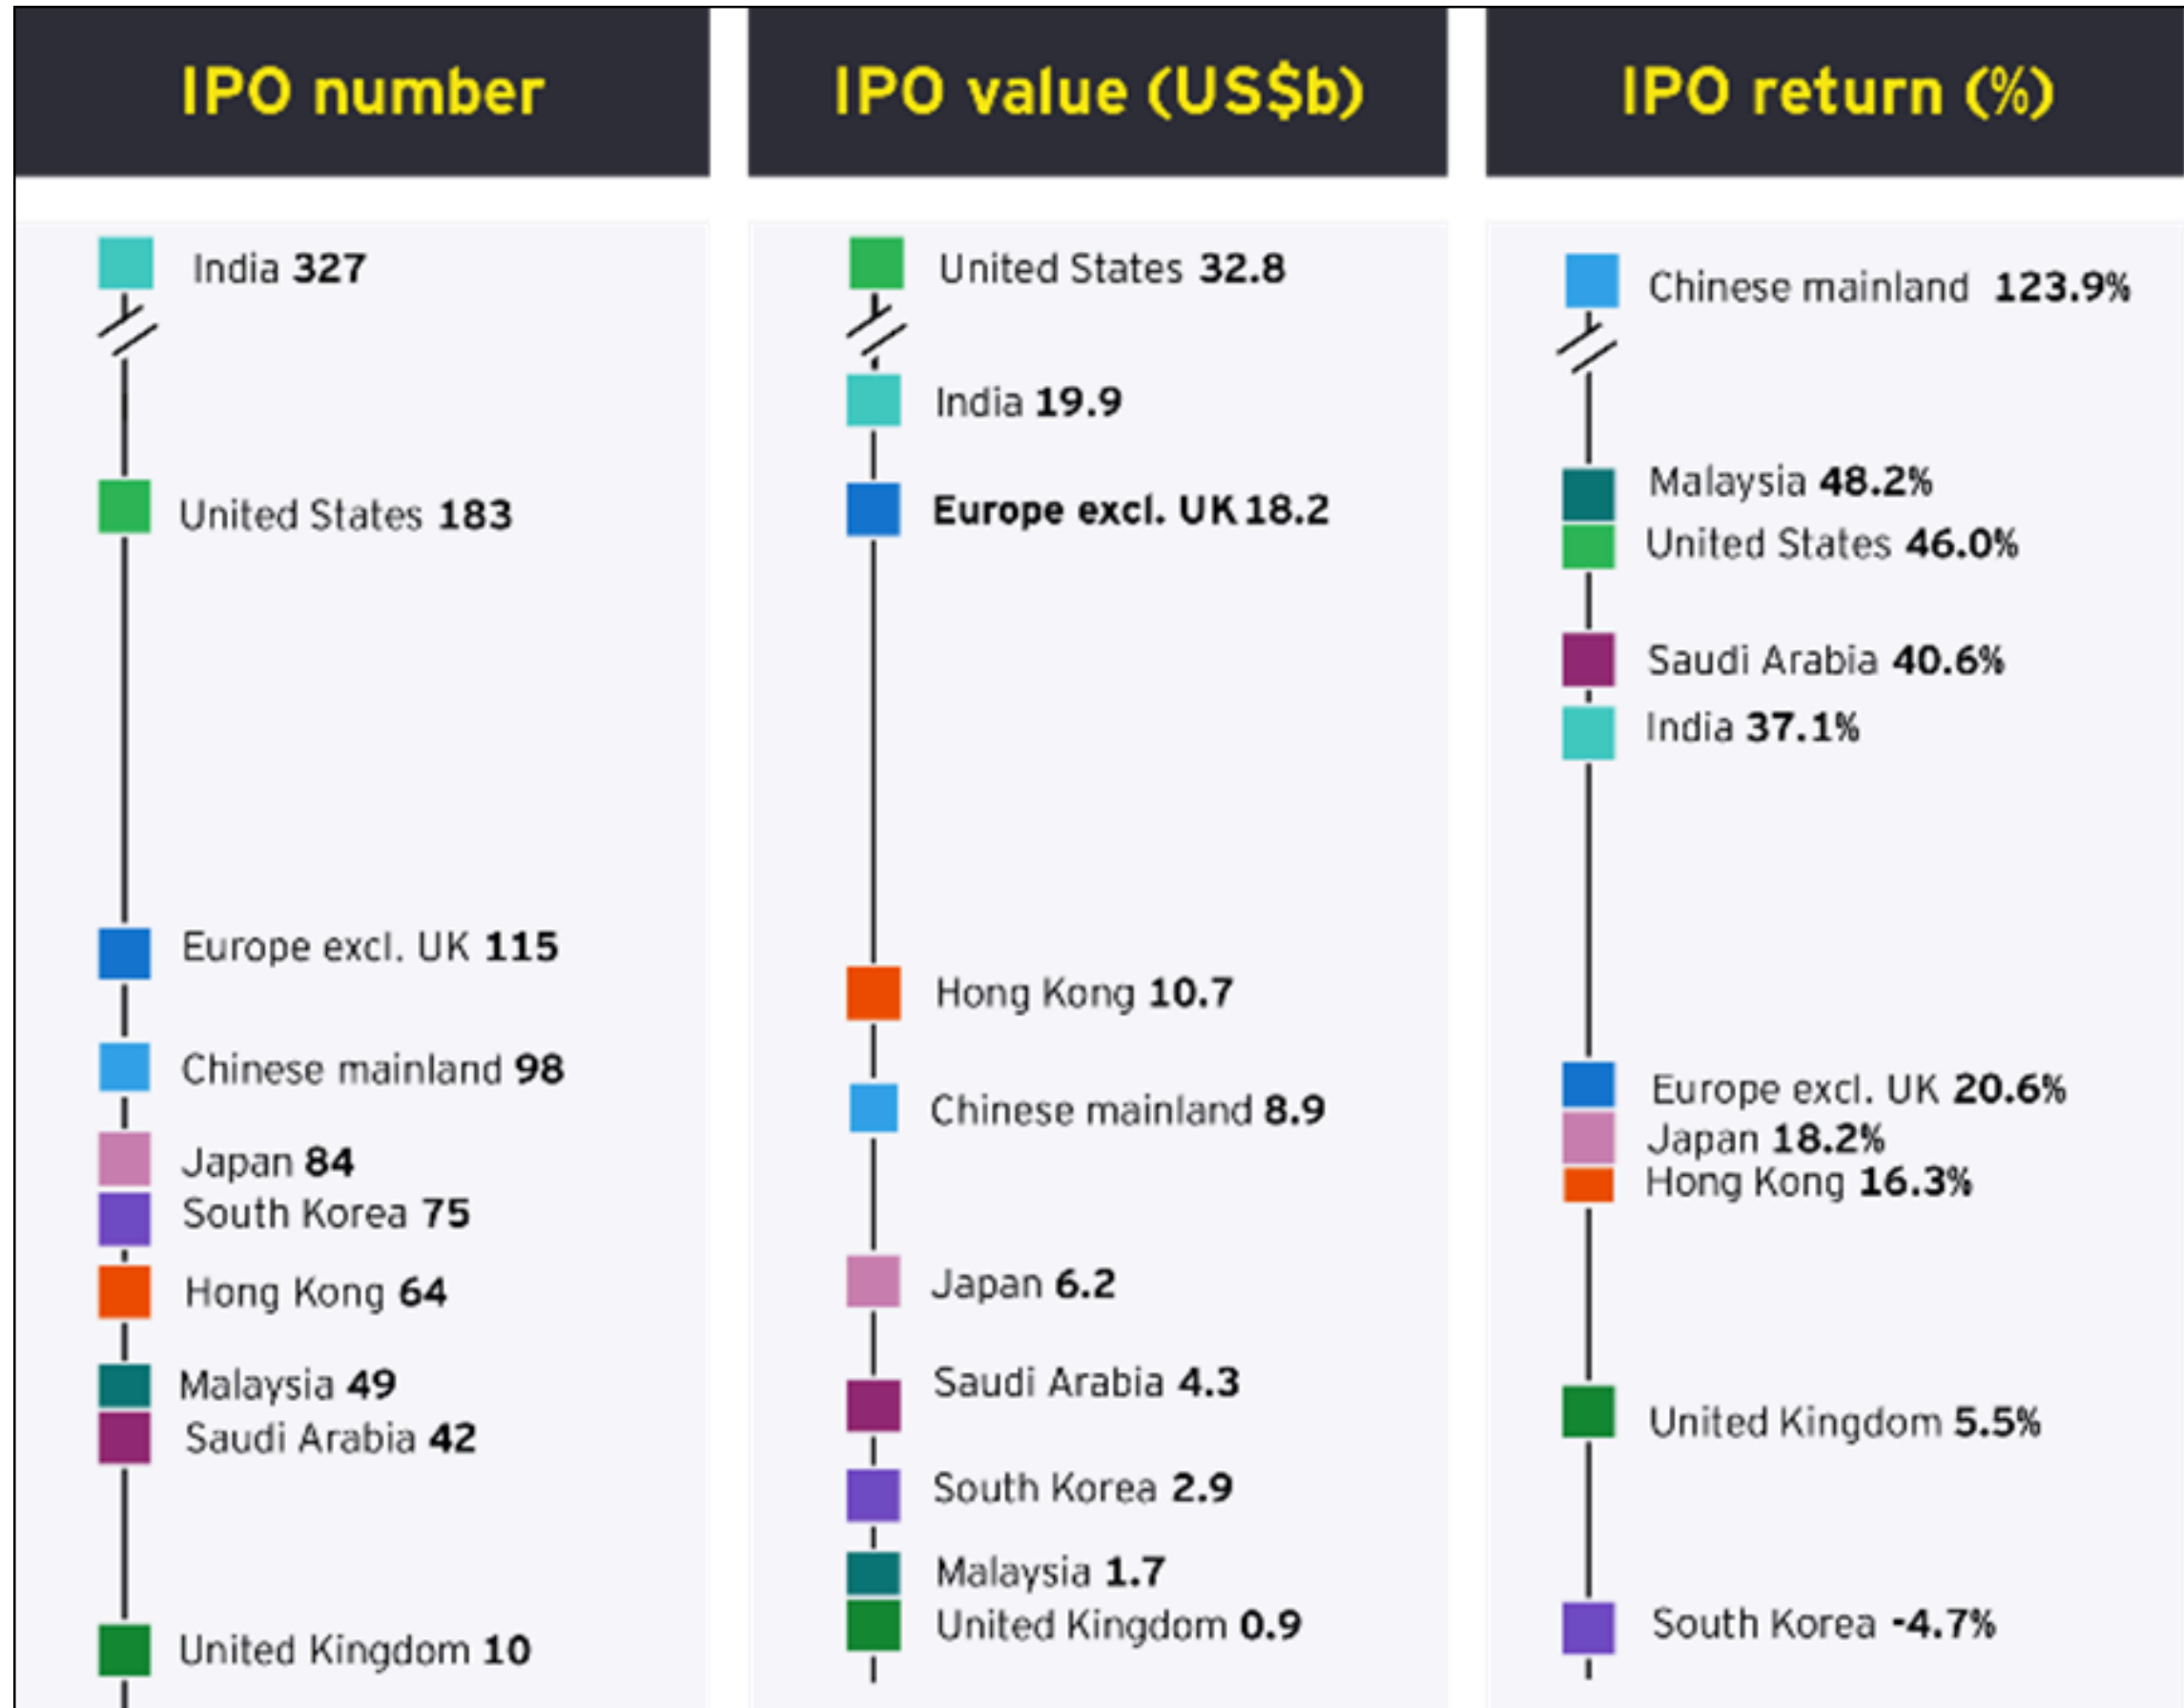 IPO number
India 327
United States 183
Europe excl. UK 115
Chinese mainland 98
Japan 84
South Korea 75
Hong Kong 64
Malaysia 49
Saudi Arabia 42
United Kingdom 10
IPO value (US$b)
United States 32.8
India 19.9
Europe excl. UK 18.2
Hong Kong 10.7
Chinese mainland 8.9
Japan 6.2
Saudi Arabia 4.3
South Korea 2.9
Malaysia 1.7
United Kingdom 0.9
IPO return (%)
Chinese mainland 123.9%
Malaysia 48.2%
United States 46.0%
Saudi Arabia 40.6%
India 37.1%
Europe excl. UK 20.6%
Japan 18.2%
Hong Kong 16.3%
United Kingdom 5.5%
South Korea -4.7%